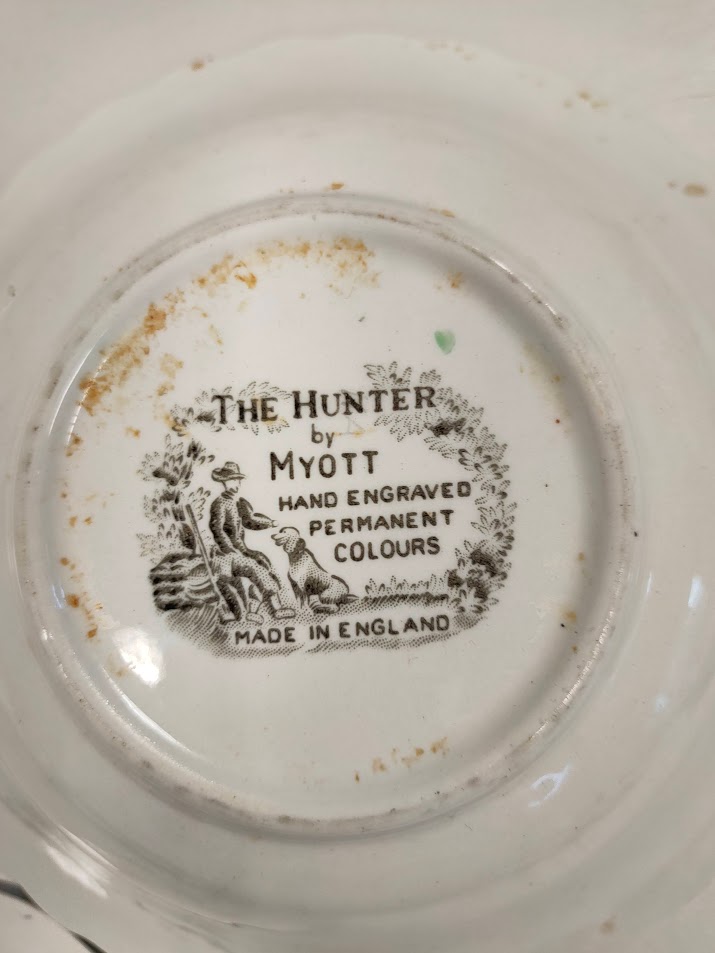 THE HUNTER
by
MYOTT
HAND ENGRAVED
PERMANENT
COLOURS
MADE IN ENGLAND